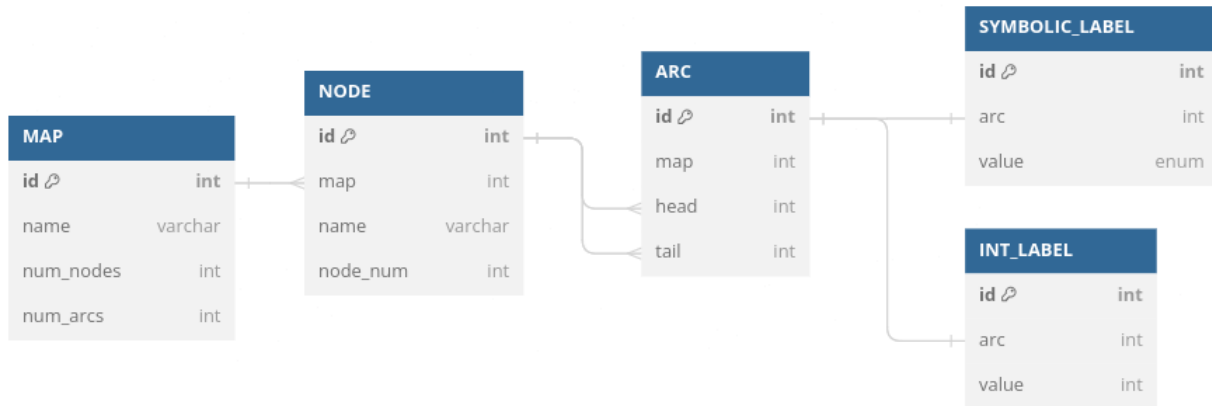 MAP
id int
name varchar
num_nodes int
num_arcs int
NODE
id int
map int
name varchar
node_num int
ARC
id int
map int
head int
tail int
SYMBOLIC_LABEL
id int
arc int
value enum
INT_LABEL
id int
arc int
value int